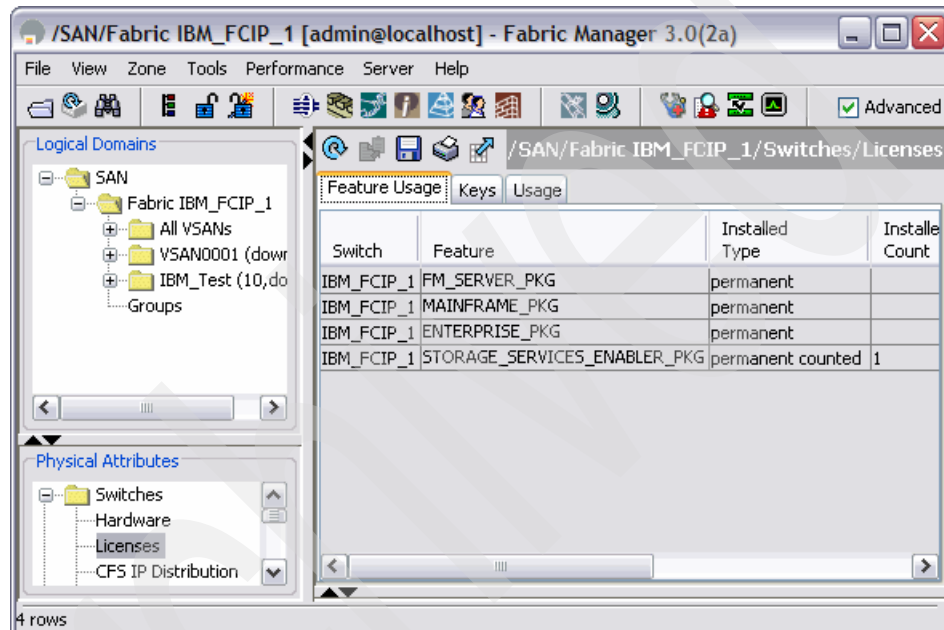 /SAN/Fabric IBM_FCIP_1 [admin@localhost] - Fabric Manager 3.0(2a)
File View Zone Tools Performance Server Help
Advanced
Logical Domains
SAN
Fabric IBM_FCIP_1
All VSANs
VSAN0001 (dowr
IBM_Test (10,do
Groups
Physical Attributes
Switches
Hardware
Licenses
CFS IP Distribution
/SAN/Fabric IBM_FCIP_1/Switches/Licenses
Feature Usage Keys Usage
Switch Feature Installed Type Installe Count
IBM_FCIP_1 FM_SERVER_PKG permanent
IBM_FCIP_1 MAINFRAME_PKG permanent
IBM_FCIP_1 ENTERPRISE_PKG permanent
IBM_FCIP_1 STORAGE_SERVICES_ENABLER_PKG permanent counted 1
4 rows